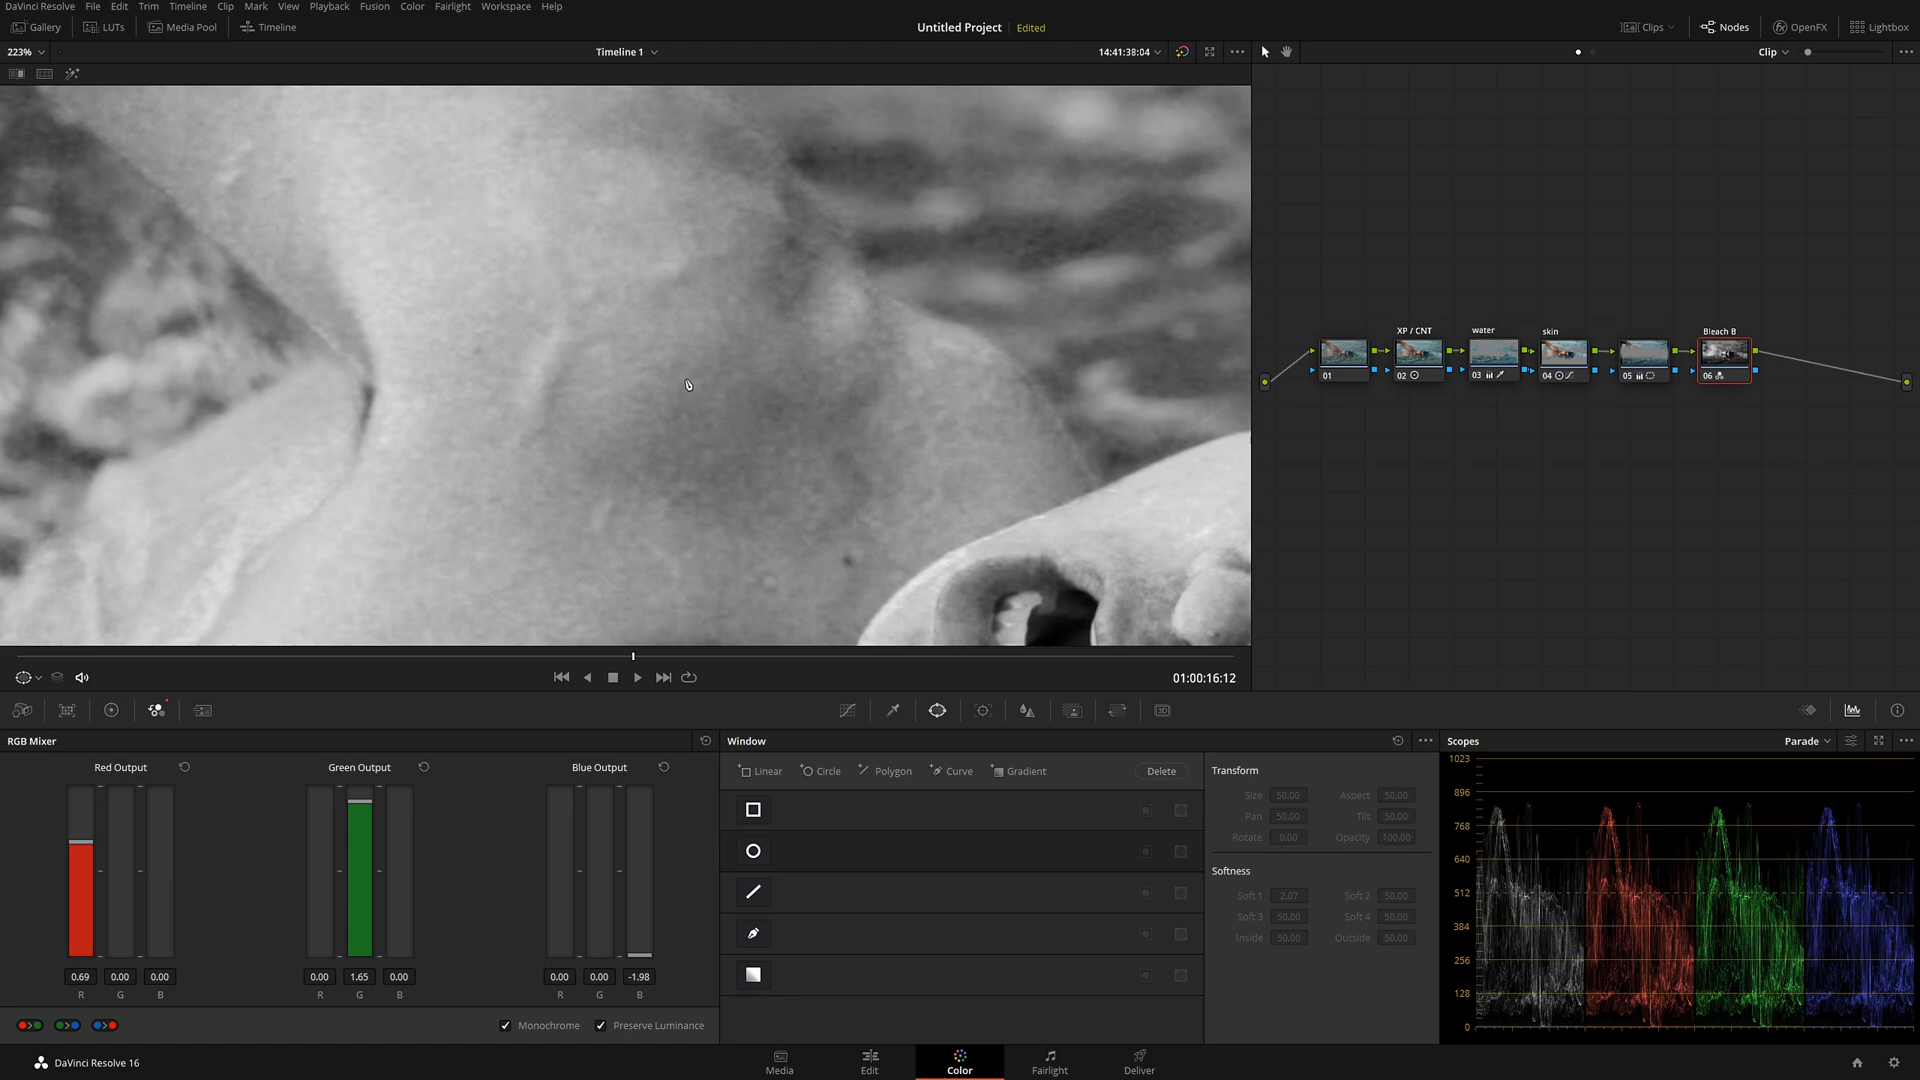 DaVinci Resolve File Edit Trim Timeline Clip Mark View Playback Fusion Color Fairlight Workspace Help
Gallery LUTs Media Pool Timeline Untitled Project Edited Clips Nodes OpenFX Lightbox
223% Timeline 1 14:41:38:04 Clip
XP / CNT water skin Bleach B
01 02 03 04 05 06
01:00:16:12
RGB Mixer Window Scopes Parade
Red Output Green Output Blue Output
Linear Circle Polygon Curve Gradient Delete
Transform
Size 50.00 Aspect 50.00
Pan 50.00 Tilt 50.00
Rotate 0.00 Opacity 100.00
Softness
Soft 1 2.07 Soft 2 50.00
Soft 3 50.00 Soft 4 50.00
Inside 50.00 Outside 50.00
1023
896
768
640
512
384
256
128
0
0.69 0.00 0.00 0.00 1.65 0.00 0.00 0.00 -1.98
R G B R G B R G B
Monochrome Preserve Luminance
DaVinci Resolve 16
Media Edit Color Fairlight Deliver
3D